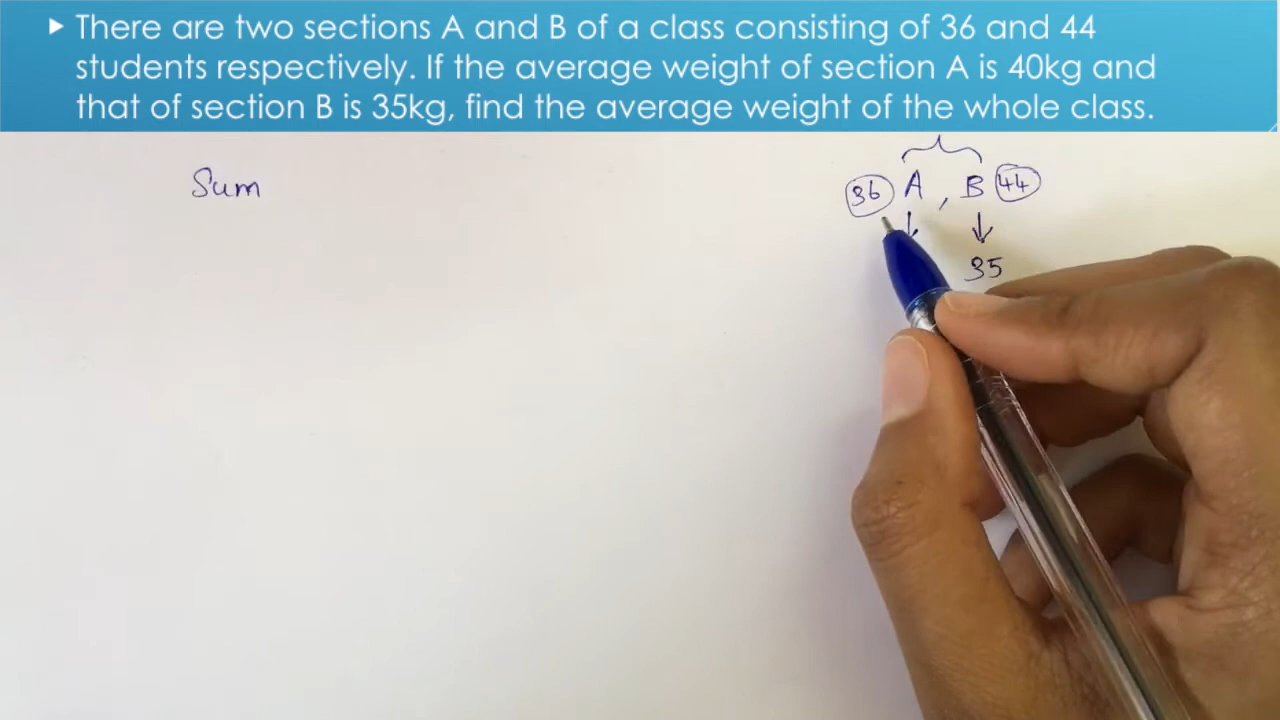 There are two sections A and B of a class consisting of 36 and 44
students respectively. If the average weight of section A is 40kg and
that of section B is 35kg, find the average weight of the whole class.
Sum 36 A , B 44
35